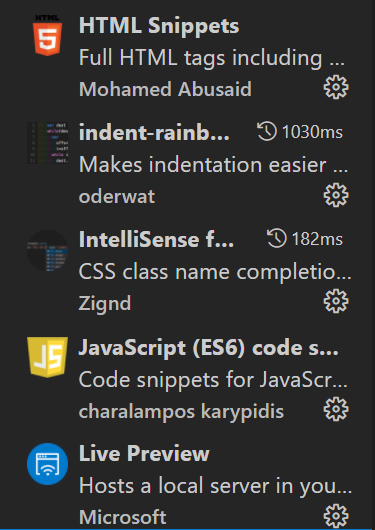 HTML Snippets
Full HTML tags including ...
Mohamed Abusaid
indent-rainb... 1030ms
Makes indentation easier ...
oderwat
IntelliSense f... 182ms
CSS class name completio...
Zignd
JS
JavaScript (ES6) code s...
Code snippets for JavaScr...
charalampos karypidis
Live Preview
Hosts a local server in you...
Microsoft